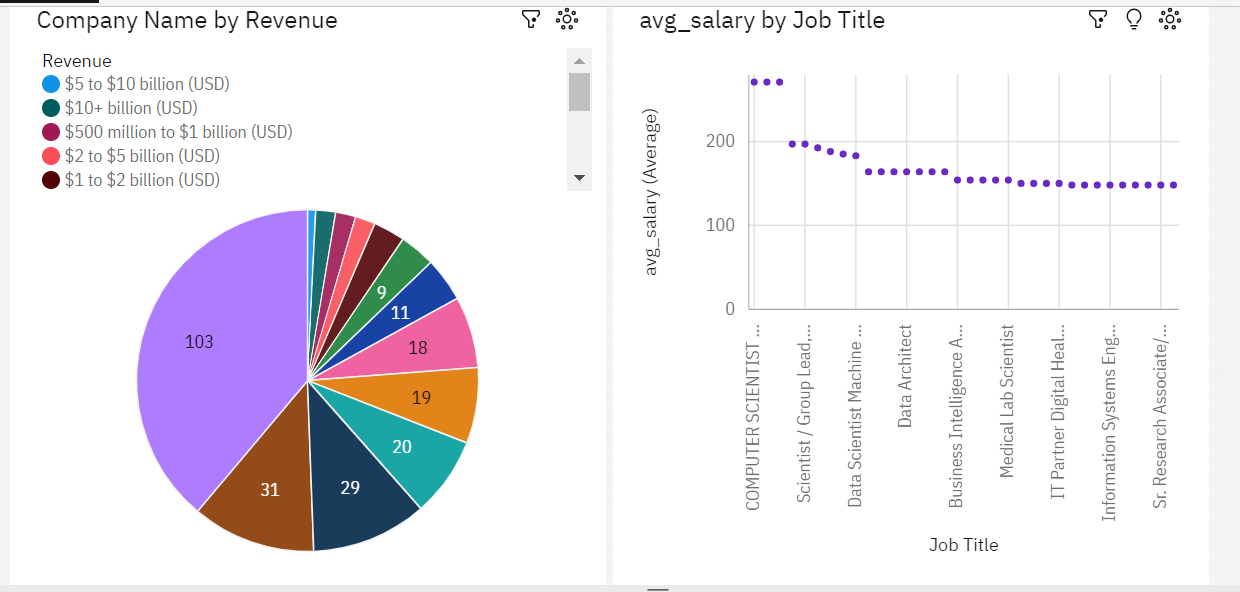 Company Name by Revenue
Revenue
$5 to $10 billion (USD)
$10+ billion (USD)
$500 million to $1 billion (USD)
$2 to $5 billion (USD)
$1 to $2 billion (USD)
9
11
18
19
20
29
31
103
avg_salary by Job Title
avg_salary (Average)
200
100
0
COMPUTER SCIENTIST ...
Scientist / Group Lead,...
Data Scientist Machine ...
Data Architect
Business Intelligence A...
Medical Lab Scientist
IT Partner Digital Heal...
Information Systems Eng...
Sr. Research Associate/...
Job Title